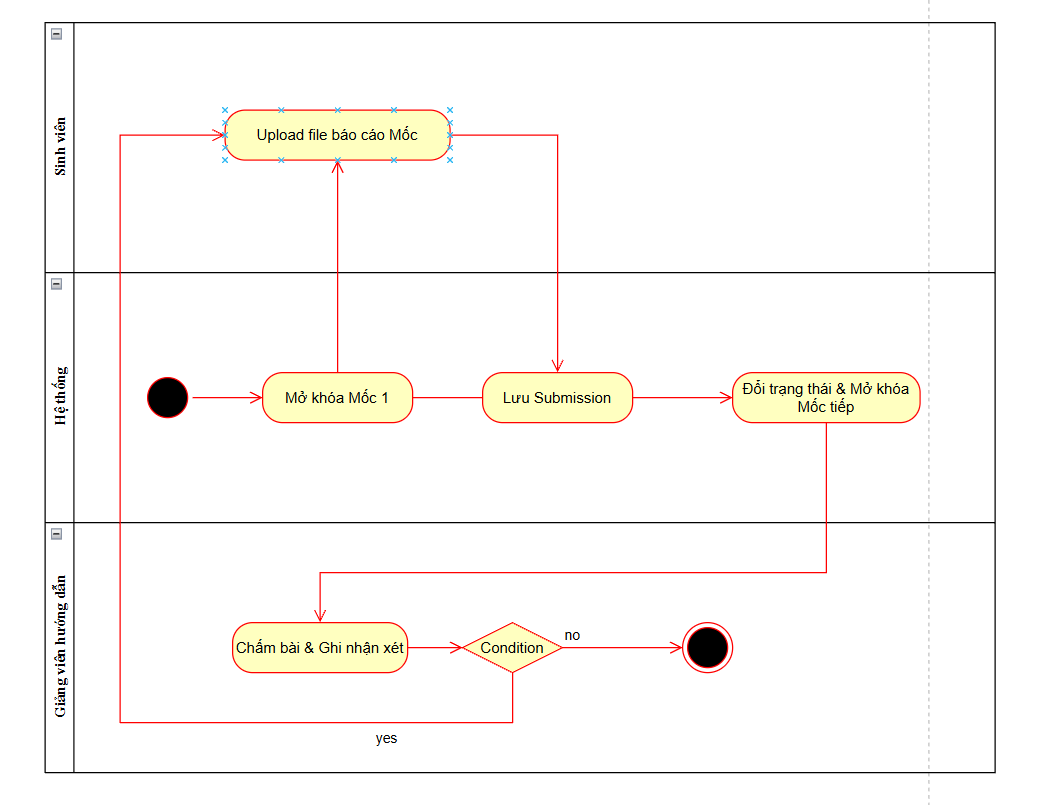 Sinh viên
Upload file báo cáo Mốc
Hệ thống
Mở khóa Mốc 1
Lưu Submission
Đổi trạng thái & Mở khóa
Mốc tiếp
Giảng viên hướng dẫn
Chấm bài & Ghi nhận xét
Condition
no
yes